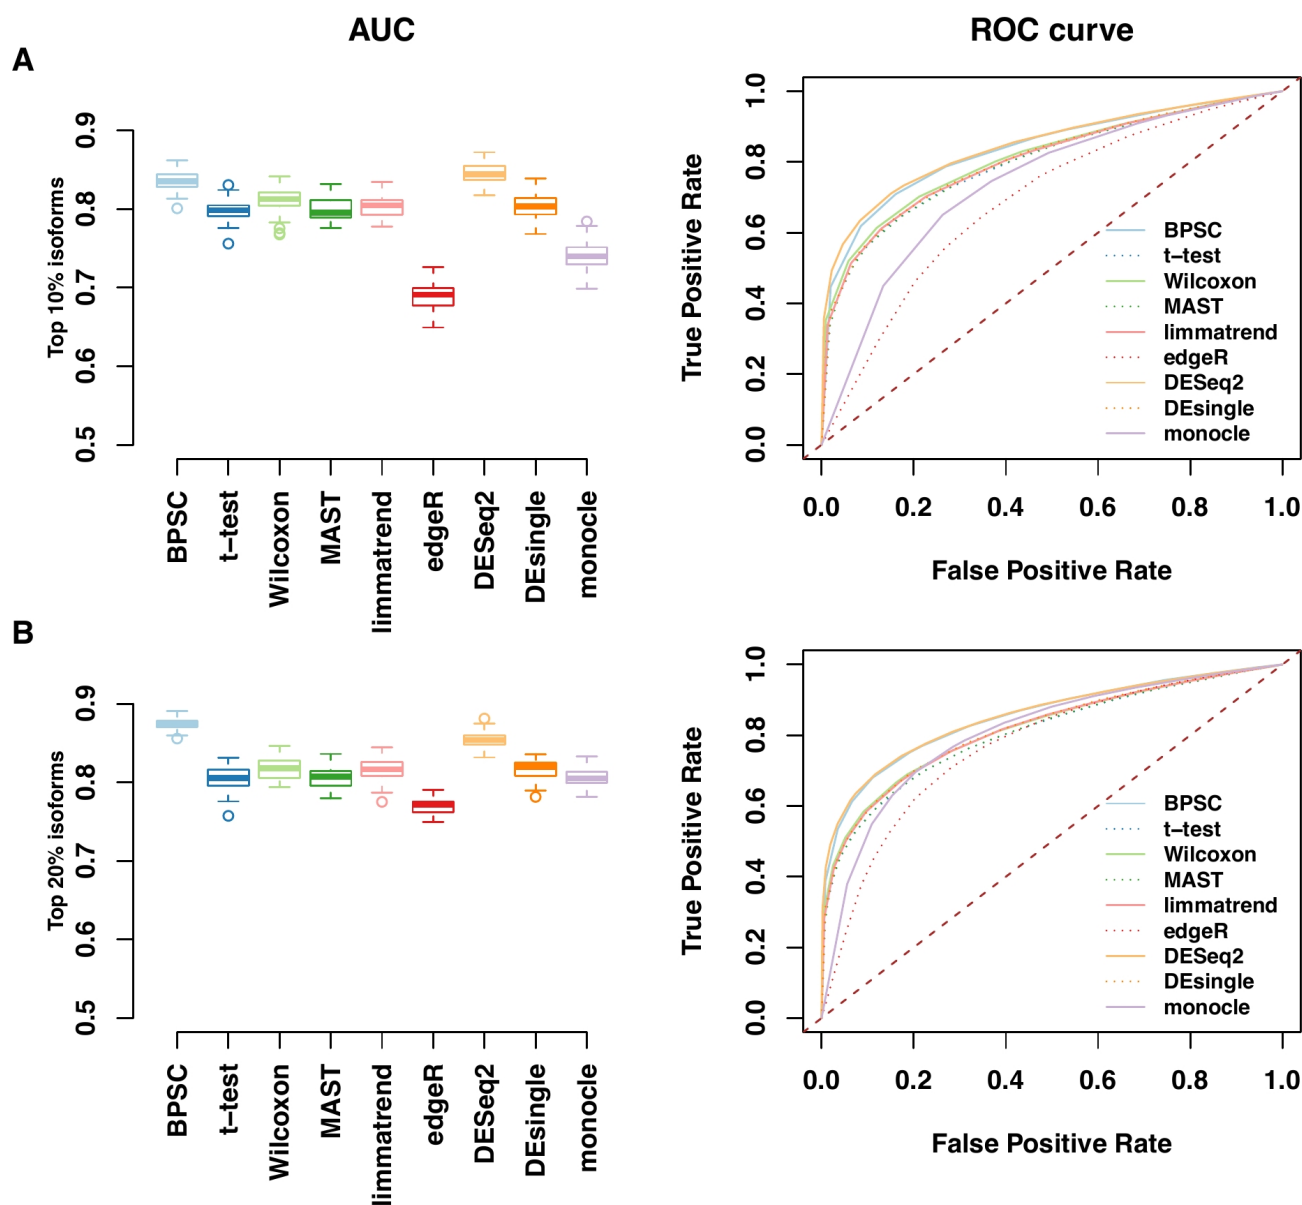 AUC
ROC curve
A
Top 10% isoforms
0.9
0.8
0.7
0.6
0.5
BPSC
t–test
Wilcoxon
MAST
limmatrend
edgeR
DESeq2
DEsingle
monocle
True Positive Rate
1.0
0.8
0.6
0.4
0.2
0.0
BPSC
t–test
Wilcoxon
MAST
limmatrend
edgeR
DESeq2
DEsingle
monocle
0.0 0.2 0.4 0.6 0.8 1.0
False Positive Rate
B
Top 20% isoforms
0.9
0.8
0.7
0.6
0.5
BPSC
t–test
Wilcoxon
MAST
limmatrend
edgeR
DESeq2
DEsingle
monocle
True Positive Rate
1.0
0.8
0.6
0.4
0.2
0.0
BPSC
t–test
Wilcoxon
MAST
limmatrend
edgeR
DESeq2
DEsingle
monocle
0.0 0.2 0.4 0.6 0.8 1.0
False Positive Rate